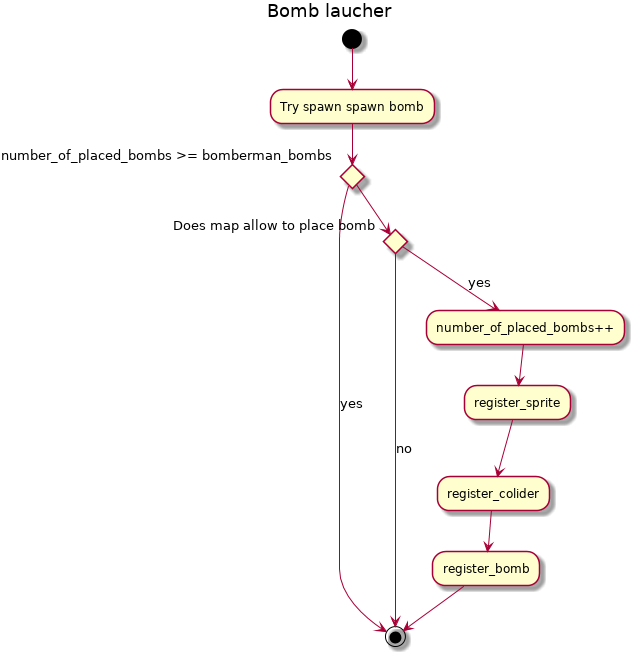 Bomb laucher
Try spawn spawn bomb
number_of_placed_bombs >= bomberman_bombs
Does map allow to place bomb
yes
number_of_placed_bombs++
register_sprite
yes
no
register_colider
register_bomb